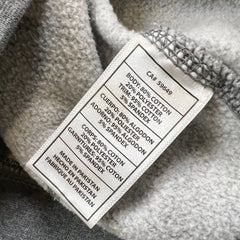 CA# 59649
BODY: 80% COTTON
20% POLYESTER
TRIM: 95% COTTON
5% SPANDEX
CUERPO: 80% ALGODON
20% POLIESTER
ADORNO: 95% ALGODON
5% SPANDEX
CORPS: 80% COTON
20% POLYESTER
GARNITURES: 95% COTON
5% SPANDEX
MADE IN PAKISTAN
HECHO EN PAKISTAN
FABRIQUE AU PAKISTAN